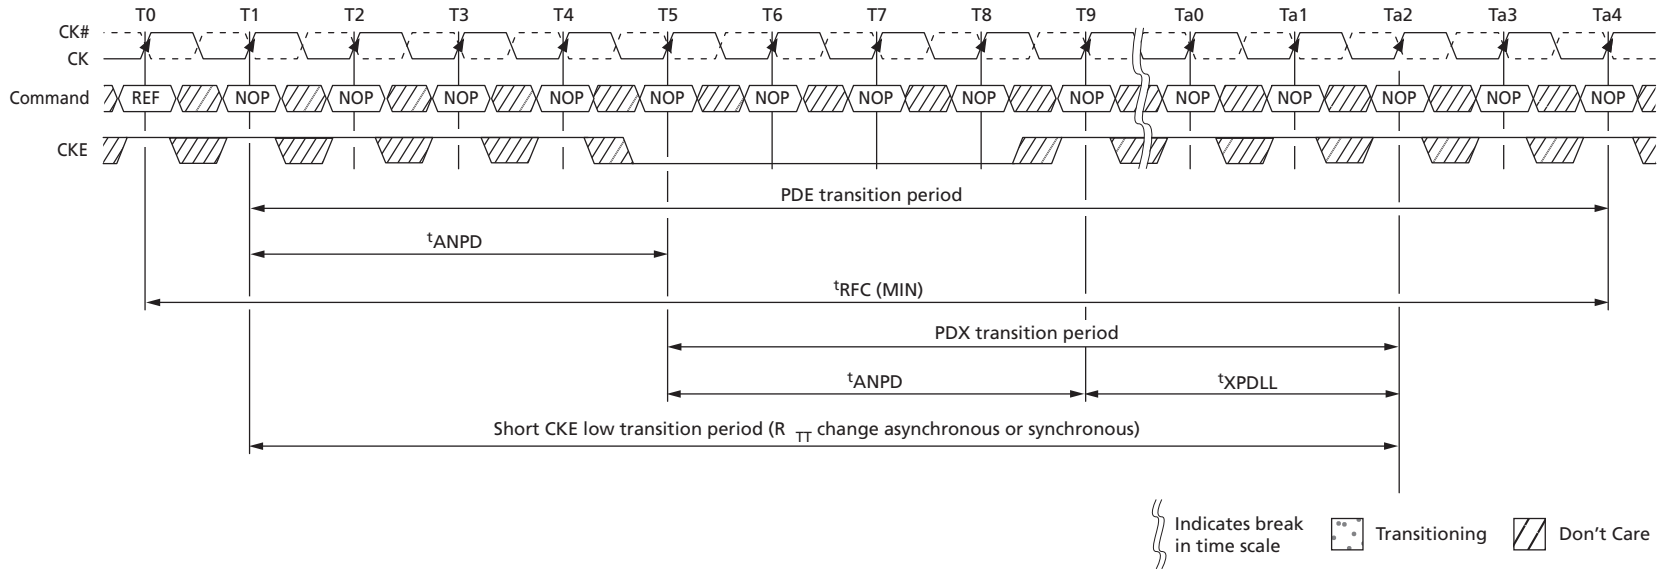 T0 T1 T2 T3 T4 T5 T6 T7 T8 T9 Ta0 Ta1 Ta2 Ta3 Ta4
CK#
CK
Command REF NOP NOP NOP NOP NOP NOP NOP NOP NOP NOP NOP NOP NOP NOP
CKE
PDE transition period
tANPD
tRFC (MIN)
PDX transition period
tANPD tXPDLL
Short CKE low transition period (R TT change asynchronous or synchronous)
Indicates break
in time scale
Transitioning
Don't Care